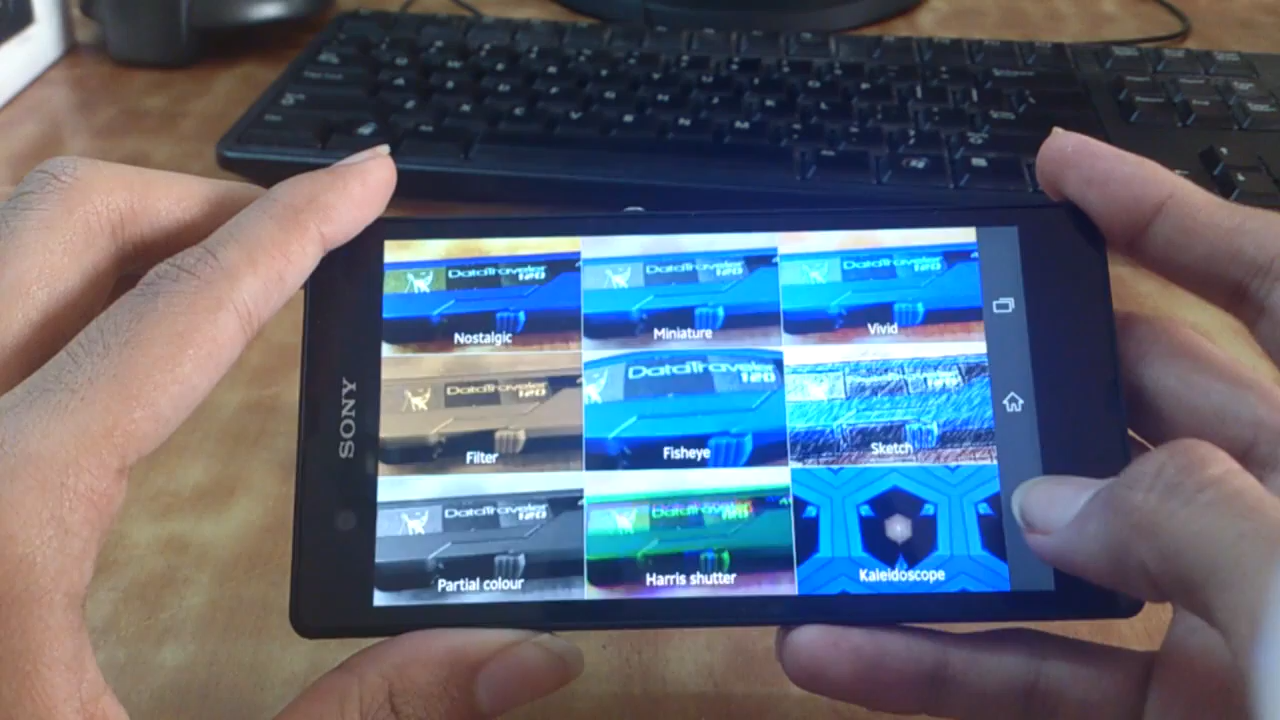 SONY
DataTraveler
120
Nostalgic
DataTraveler
120
Miniature
DataTraveler
120
Vivid
DataTraveler
120
Filter
DataTraveler
120
Fisheye
Sketch
DataTraveler
120
Partial colour
DataTraveler
Harris shutter
Kaleidoscope